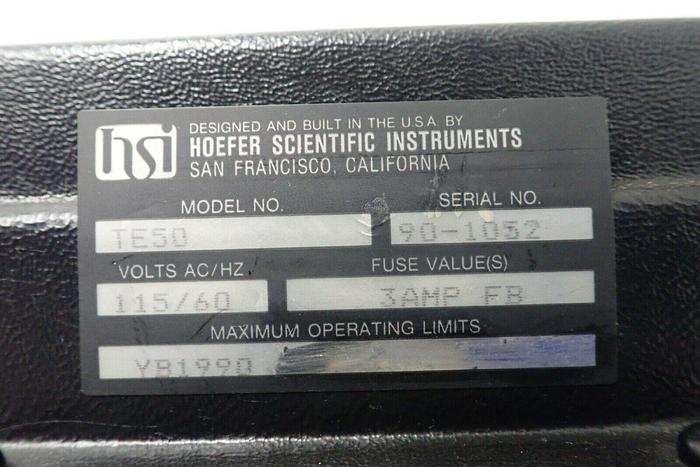 hsi
DESIGNED AND BUILT IN THE U.S.A. BY
HOEFER SCIENTIFIC INSTRUMENTS
SAN FRANCISCO, CALIFORNIA
MODEL NO. SERIAL NO.
TE50 90-1052
VOLTS AC/HZ FUSE VALUE(S)
115/60 3AMP FB
MAXIMUM OPERATING LIMITS
YB1990